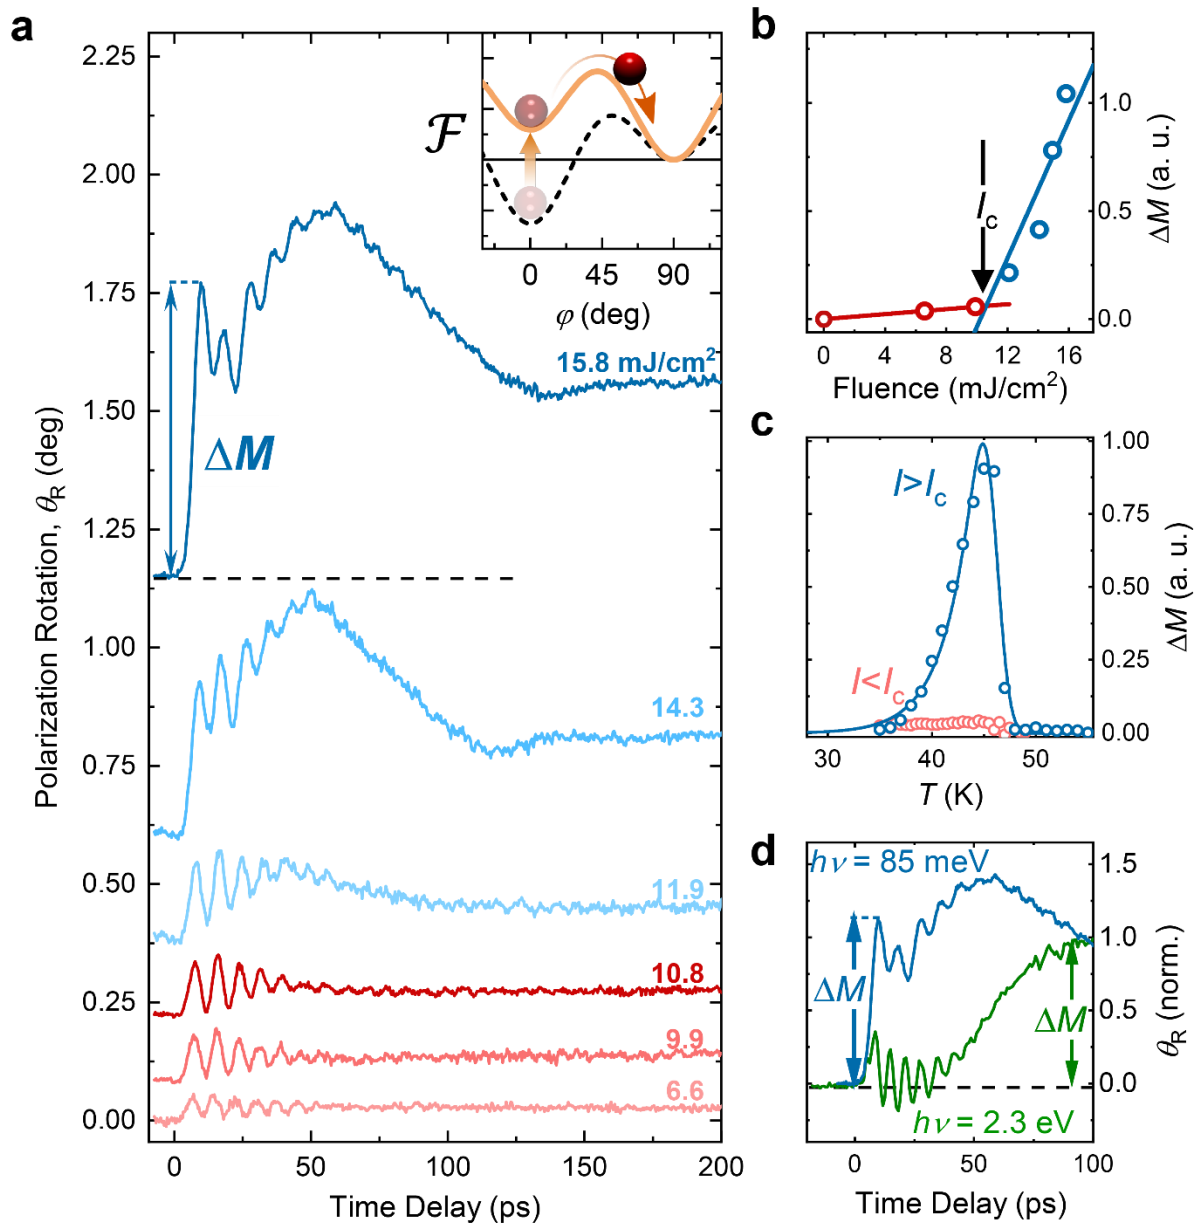 a
2.25
2.00
1.75
1.50
1.25
1.00
0.75
0.50
0.25
0.00
Polarization Rotation, θR (deg)
0
50
100
150
200
Time Delay (ps)
ΔM
15.8 mJ/cm²
14.3
11.9
10.8
9.9
6.6
ℱ
0
45
90
φ (deg)
b
Ic
1.0
0.5
0.0
ΔM (a. u.)
0
4
8
12
16
Fluence (mJ/cm²)
c
I>Ic
I<Ic
1.00
0.75
0.50
0.25
0.00
ΔM (a. u.)
30
40
50
T (K)
d
hν = 85 meV
ΔM
ΔM
hν = 2.3 eV
1.5
1.0
0.5
0.0
θR (norm.)
0
50
100
Time Delay (ps)